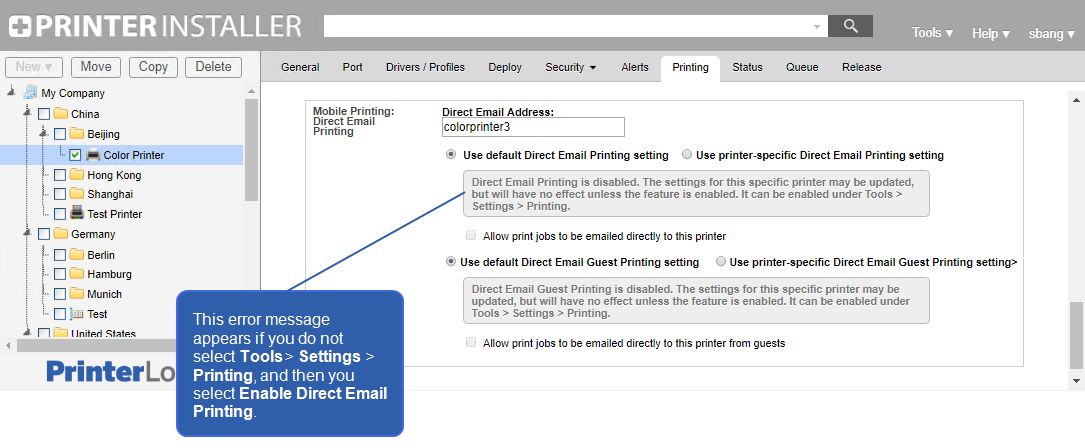 PRINTER INSTALLER
Tools ▾ Help ▾ sbang ▾
New ▾ Move Copy Delete
General Port Drivers / Profiles Deploy Security ▾ Alerts Printing Status Queue Release
My Company
China
Beijing
Color Printer
Hong Kong
Shanghai
Test Printer
Germany
Berlin
Hamburg
Munich
Test
United States
PrinterLo
Mobile Printing:
Direct Email
Printing
Direct Email Address:
colorprinter3
Use default Direct Email Printing setting Use printer-specific Direct Email Printing setting
Direct Email Printing is disabled. The settings for this specific printer may be updated,
but will have no effect unless the feature is enabled. It can be enabled under Tools >
Settings > Printing.
Allow print jobs to be emailed directly to this printer
Use default Direct Email Guest Printing setting Use printer-specific Direct Email Guest Printing setting>
Direct Email Guest Printing is disabled. The settings for this specific printer may be
updated, but will have no effect unless the feature is enabled. It can be enabled under
Tools > Settings > Printing.
Allow print jobs to be emailed directly to this printer from guests
This error message
appears if you do not
select Tools> Settings >
Printing, and then you
select Enable Direct Email
Printing.